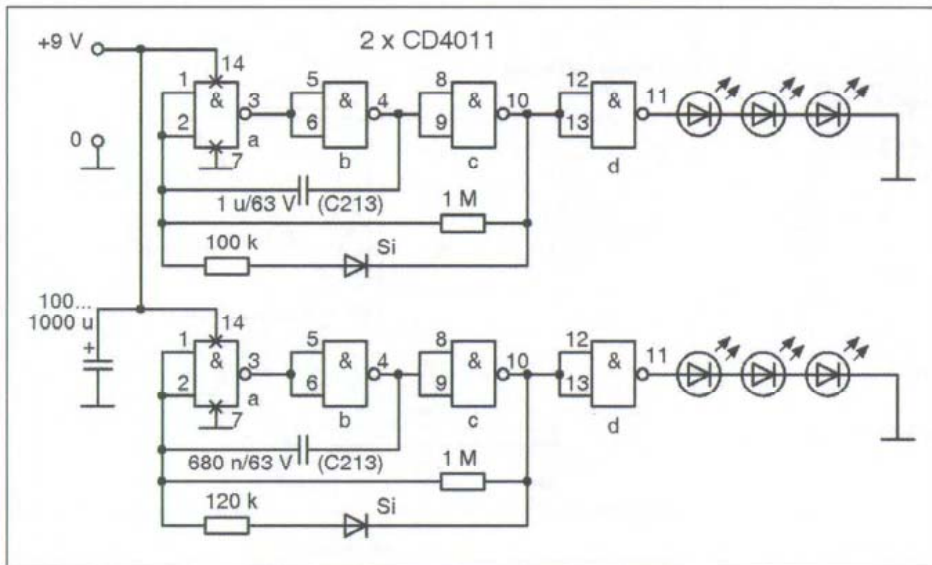 2 x CD4011
+9 V
14
1
2
&
3
a
7
5
6
&
4
b
8
9
&
10
c
12
13
&
11
d
0
1 u/63 V (C213)
1 M
100 k
Si
100...
1000 u
+
14
1
2
&
3
a
7
5
6
&
4
b
8
9
&
10
c
12
13
&
11
d
680 n/63 V (C213)
1 M
120 k
Si